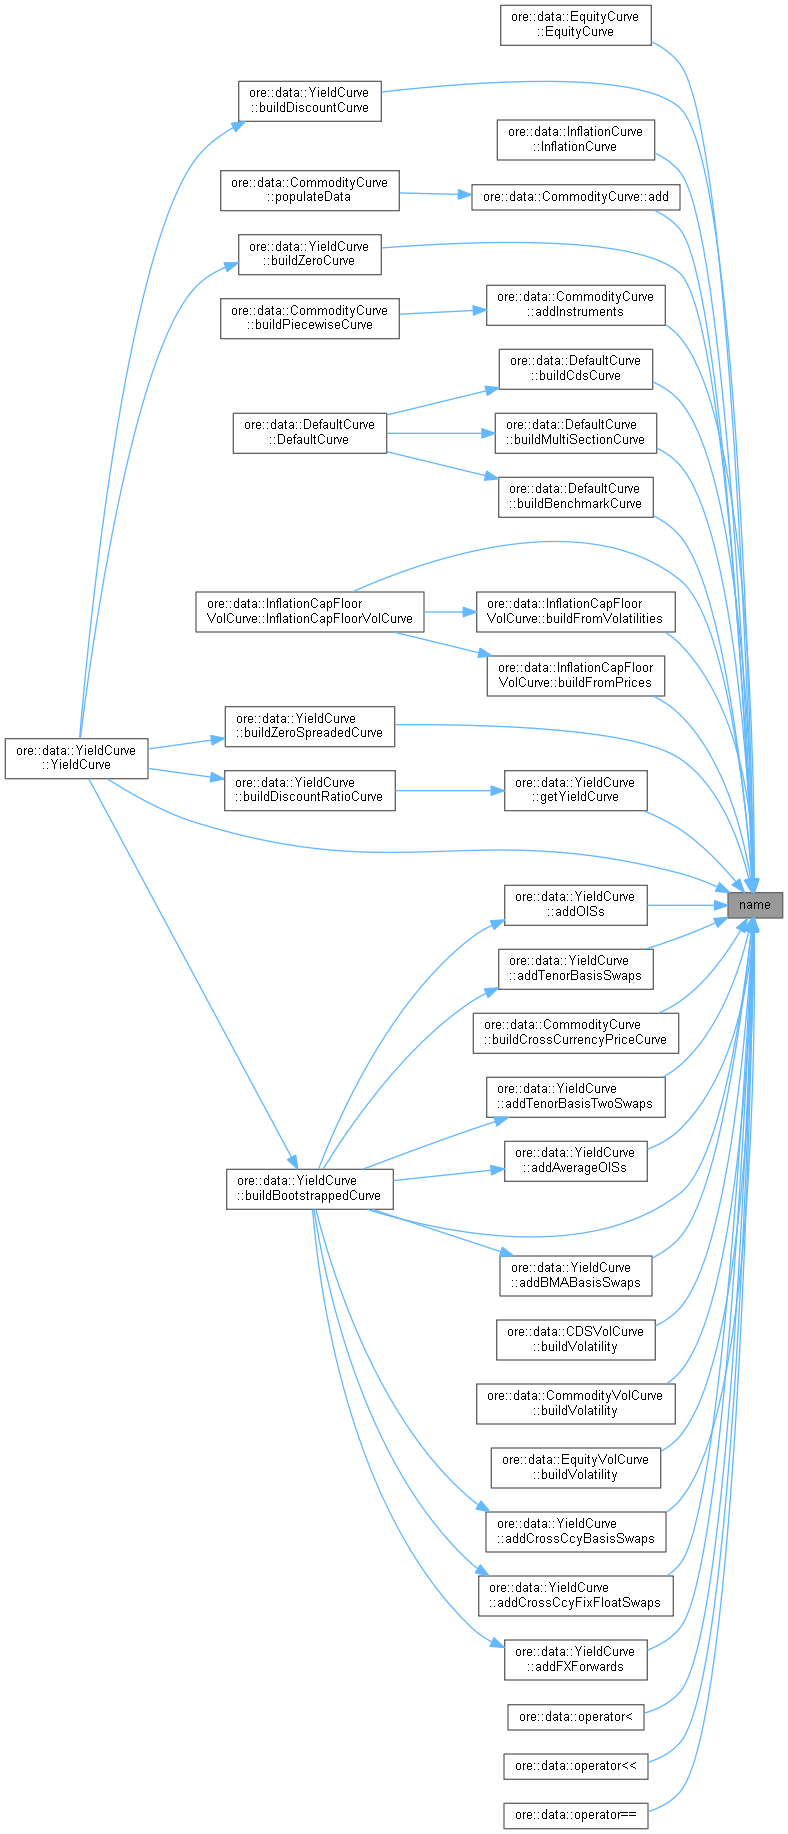 ore::data::EquityCurve
::EquityCurve
ore::data::YieldCurve
::buildDiscountCurve
ore::data::InflationCurve
::InflationCurve
ore::data::CommodityCurve
::populateData
ore::data::CommodityCurve::add
ore::data::YieldCurve
::buildZeroCurve
ore::data::CommodityCurve
::addInstruments
ore::data::CommodityCurve
::buildPiecewiseCurve
ore::data::DefaultCurve
::buildCdsCurve
ore::data::DefaultCurve
::DefaultCurve
ore::data::DefaultCurve
::buildMultiSectionCurve
ore::data::DefaultCurve
::buildBenchmarkCurve
ore::data::InflationCapFloor
VolCurve::InflationCapFloorVolCurve
ore::data::InflationCapFloor
VolCurve::buildFromVolatilities
ore::data::InflationCapFloor
VolCurve::buildFromPrices
ore::data::YieldCurve
::buildZeroSpreadedCurve
ore::data::YieldCurve
::YieldCurve
ore::data::YieldCurve
::buildDiscountRatioCurve
ore::data::YieldCurve
::getYieldCurve
name
ore::data::YieldCurve
::addOISs
ore::data::YieldCurve
::addTenorBasisSwaps
ore::data::CommodityCurve
::buildCrossCurrencyPriceCurve
ore::data::YieldCurve
::addTenorBasisTwoSwaps
ore::data::YieldCurve
::addAverageOISs
ore::data::YieldCurve
::buildBootstrappedCurve
ore::data::YieldCurve
::addBMABasisSwaps
ore::data::CDSVolCurve
::buildVolatility
ore::data::CommodityVolCurve
::buildVolatility
ore::data::EquityVolCurve
::buildVolatility
ore::data::YieldCurve
::addCrossCcyBasisSwaps
ore::data::YieldCurve
::addCrossCcyFixFloatSwaps
ore::data::YieldCurve
::addFXForwards
ore::data::operator<
ore::data::operator<<
ore::data::operator==